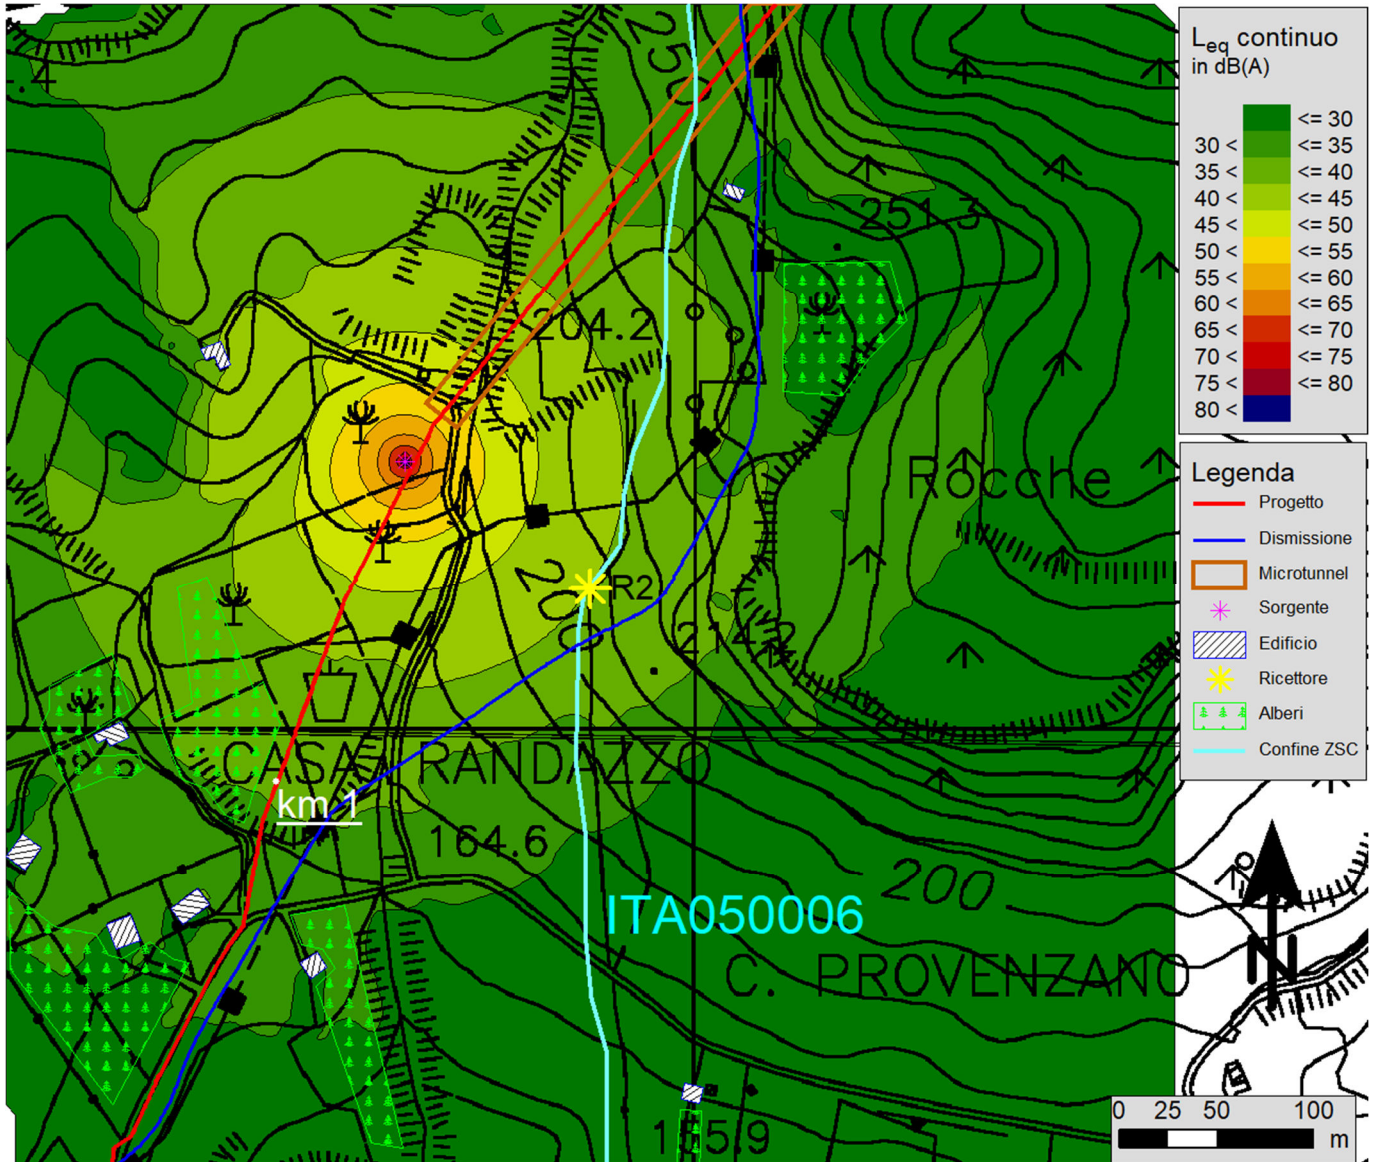 250
.4
251.3
204.2
Rocche
200
R2
214.2
CASA RANDAZZO
km 1
164.6
200
ITA050006
C. PROVENZANO
N
L_eq continuo
in dB(A)
<= 30
30 < <= 35
35 < <= 40
40 < <= 45
45 < <= 50
50 < <= 55
55 < <= 60
60 < <= 65
65 < <= 70
70 < <= 75
75 < <= 80
80 <
Legenda
Progetto
Dismissione
Microtunnel
Sorgente
Edificio
Ricettore
Alberi
Confine ZSC
0 25 50 100
m